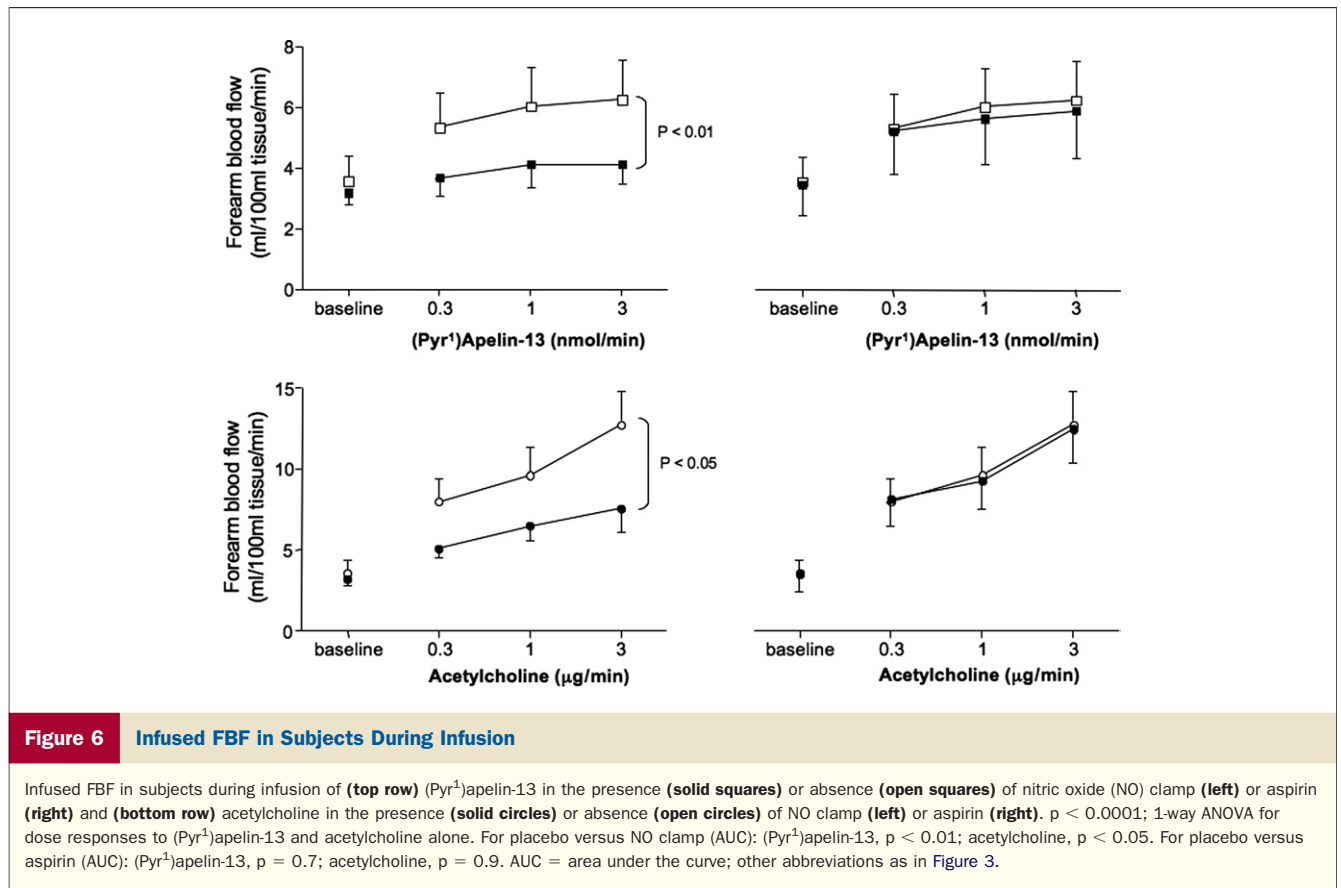 8
6
4
2
0
Forearm blood flow
(ml/100ml tissue/min)
P < 0.01
baseline 0.3 1 3
(Pyr¹)Apelin-13 (nmol/min)
baseline 0.3 1 3
(Pyr¹)Apelin-13 (nmol/min)
15
10
5
0
Forearm blood flow
(ml/100ml tissue/min)
P < 0.05
baseline 0.3 1 3
Acetylcholine (μg/min)
baseline 0.3 1 3
Acetylcholine (μg/min)
Figure 6 Infused FBF in Subjects During Infusion
Infused FBF in subjects during infusion of (top row) (Pyr¹)apelin-13 in the presence (solid squares) or absence (open squares) of nitric oxide (NO) clamp (left) or aspirin
(right) and (bottom row) acetylcholine in the presence (solid circles) or absence (open circles) of NO clamp (left) or aspirin (right). p < 0.0001; 1-way ANOVA for
dose responses to (Pyr¹)apelin-13 and acetylcholine alone. For placebo versus NO clamp (AUC): (Pyr¹)apelin-13, p < 0.01; acetylcholine, p < 0.05. For placebo versus
aspirin (AUC): (Pyr¹)apelin-13, p = 0.7; acetylcholine, p = 0.9. AUC = area under the curve; other abbreviations as in Figure 3.